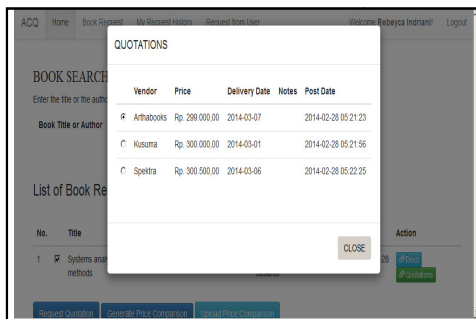 ACQ Home Book Request My Request History Request from User Welcome Rebeyca Indriani! Logout
QUOTATIONS
BOOK SEARCH
Enter the title or the autho
Book Title or Author
Vendor Price Delivery Date Notes Post Date
Arthabooks Rp. 299.000,00 2014-03-07 2014-02-28 05:21:23
Kusuma Rp. 300.000,00 2014-03-01 2014-02-28 05:21:56
Spektra Rp. 300.500,00 2014-03-06 2014-02-28 05:22:25
List of Book Re
CLOSE
No. Title Action
1 Systems anal 28 Docs
methods Quotations
Request Quotation Generate Price Comparison Upload Price Comparison